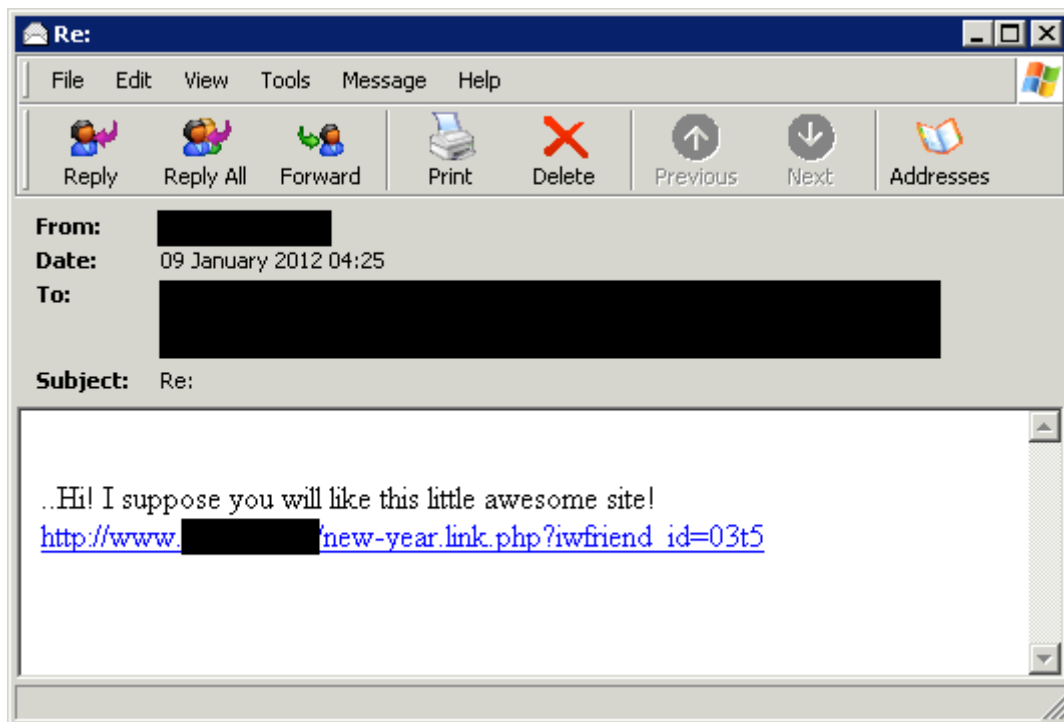 Re:
File Edit View Tools Message Help
Reply Reply All Forward Print Delete Previous Next Addresses
From:
Date: 09 January 2012 04:25
To:
Subject: Re:
..Hi! I suppose you will like this little awesome site!
http://www. /new-year.link.php?iwfriend_id=03t5